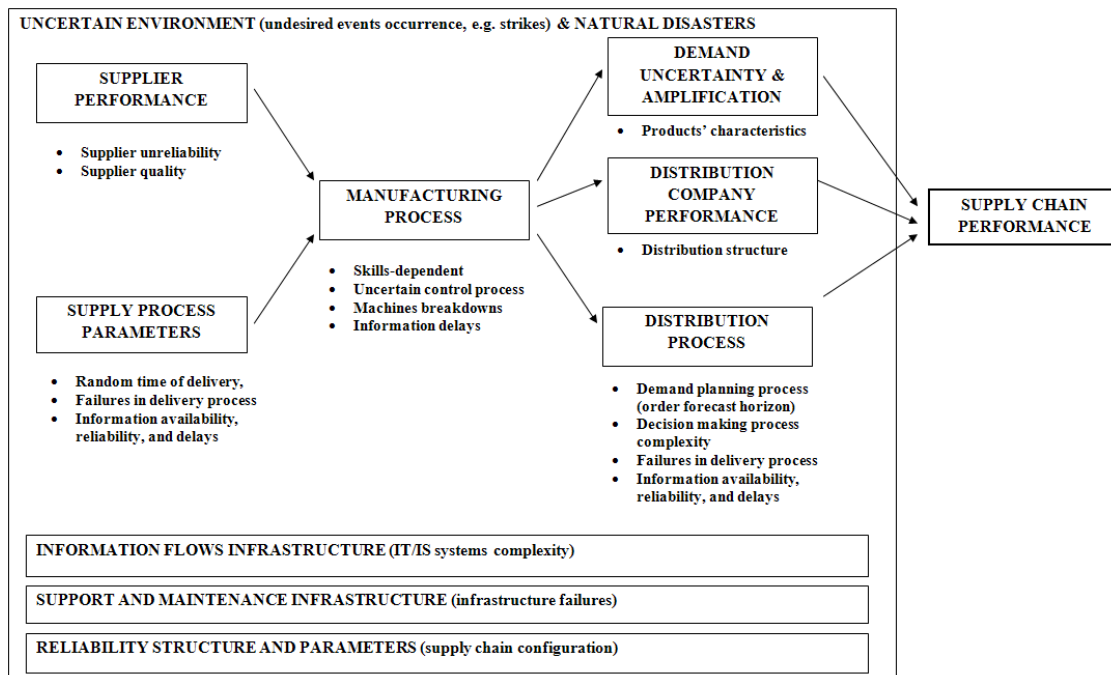 UNCERTAIN ENVIRONMENT (undesired events occurrence, e.g. strikes) & NATURAL DISASTERS
SUPPLIER
PERFORMANCE
• Supplier unreliability
• Supplier quality
SUPPLY PROCESS
PARAMETERS
• Random time of delivery,
• Failures in delivery process
• Information availability,
reliability, and delays
MANUFACTURING
PROCESS
• Skills-dependent
• Uncertain control process
• Machines breakdowns
• Information delays
DEMAND
UNCERTAINTY &
AMPLIFICATION
• Products’ characteristics
DISTRIBUTION
COMPANY
PERFORMANCE
• Distribution structure
DISTRIBUTION
PROCESS
• Demand planning process
(order forecast horizon)
• Decision making process
complexity
• Failures in delivery process
• Information availability,
reliability, and delays
SUPPLY CHAIN
PERFORMANCE
INFORMATION FLOWS INFRASTRUCTURE (IT/IS systems complexity)
SUPPORT AND MAINTENANCE INFRASTRUCTURE (infrastructure failures)
RELIABILITY STRUCTURE AND PARAMETERS (supply chain configuration)